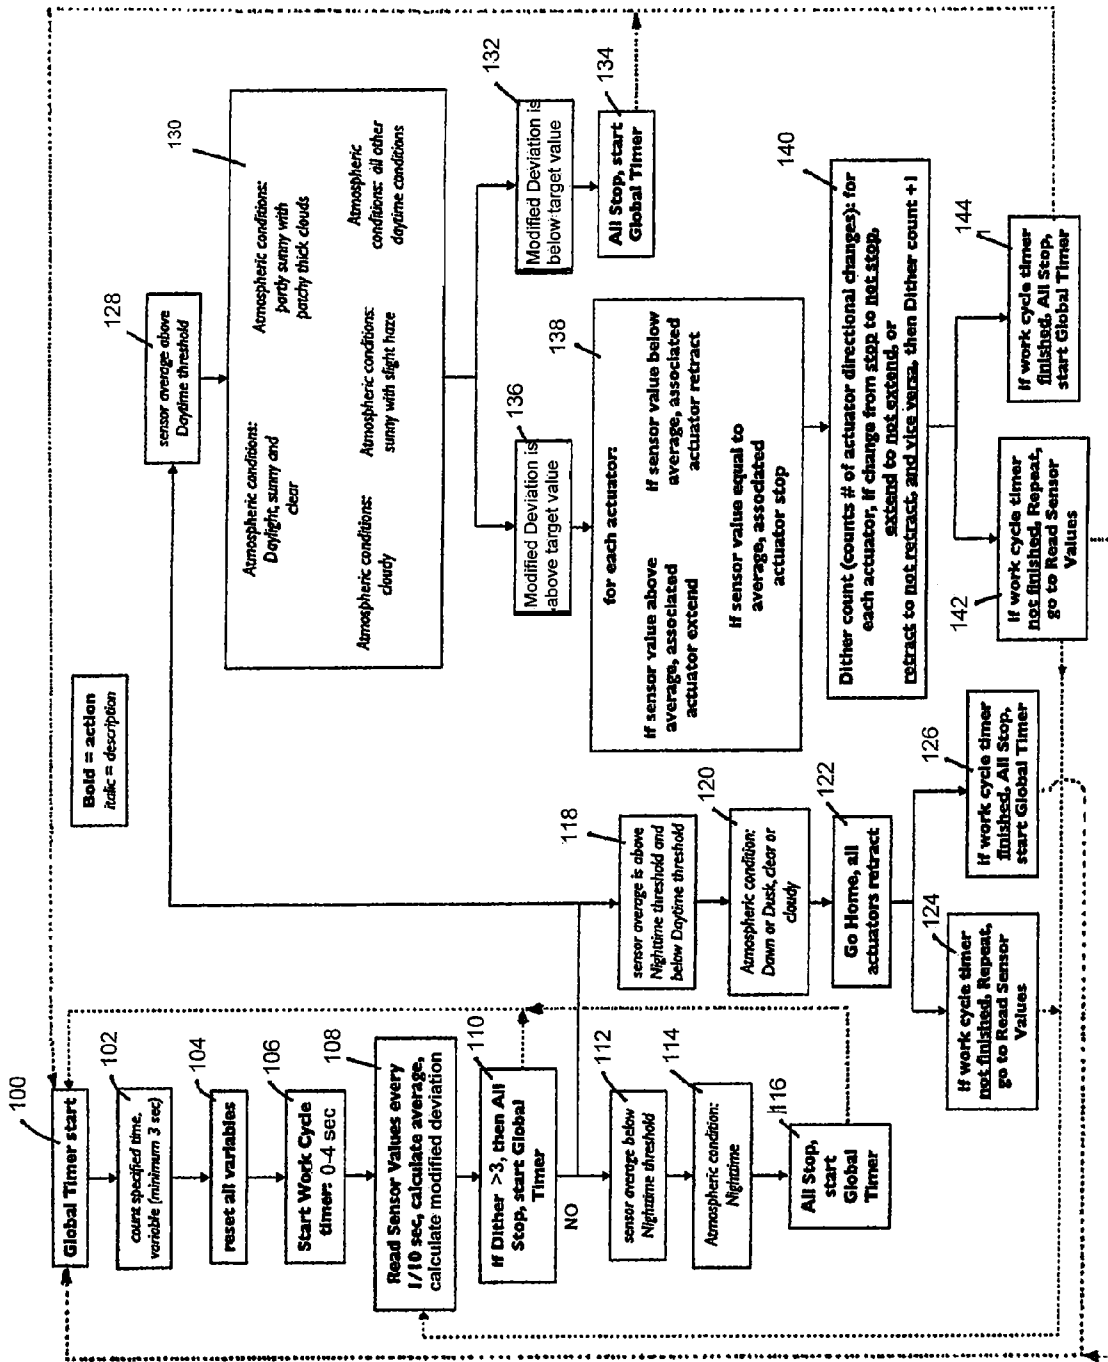 100
Global Timer start
102
count specified time,
variable (minimum 3 sec)
104
reset all variables
106
Start Work Cycle
timer: 0-4 sec
108
Read Sensor Values every
1/10 sec, calculate average,
calculate modified deviation
110
If Dither >3, then All
Stop, start Global
Timer
NO
112
sensor average below
Nighttime threshold
114
Atmospheric condition:
Nighttime
116
All Stop,
start
Global
Timer
Bold = action
italic = description
118
sensor average is above
Nighttime threshold and
below Daytime threshold
120
Atmospheric condition:
Dawn or Dusk, clear or
cloudy
122
Go Home, all
actuators retract
124
If work cycle timer
not finished. Repeat,
go to Read Sensor
Values
126
If work cycle timer
finished. All Stop,
start Global Timer
128
sensor average above
Daytime threshold
130
Atmospheric conditions:
Daylight, sunny and
clear
Atmospheric conditions:
partly sunny with
patchy thick clouds
Atmospheric conditions:
cloudy
Atmospheric conditions:
sunny with slight haze
Atmospheric
conditions: all other
daytime conditions
132
Modified Deviation is
below target value
134
All Stop, start
Global Timer
136
Modified Deviation is
above target value
138
for each actuator:
If sensor value above
average, associated
actuator extend
If sensor value below
average, associated
actuator retract
If sensor value equal to
average, associated
actuator stop
140
Dither count (counts # of actuator directional changes): for
each actuator, if change from stop to not stop,
extend to not extend, or
retract to not retract, and vice versa, then Dither count +1
142
If work cycle timer
not finished. Repeat,
go to Read Sensor
Values
144
If work cycle timer
finished. All Stop,
start Global Timer